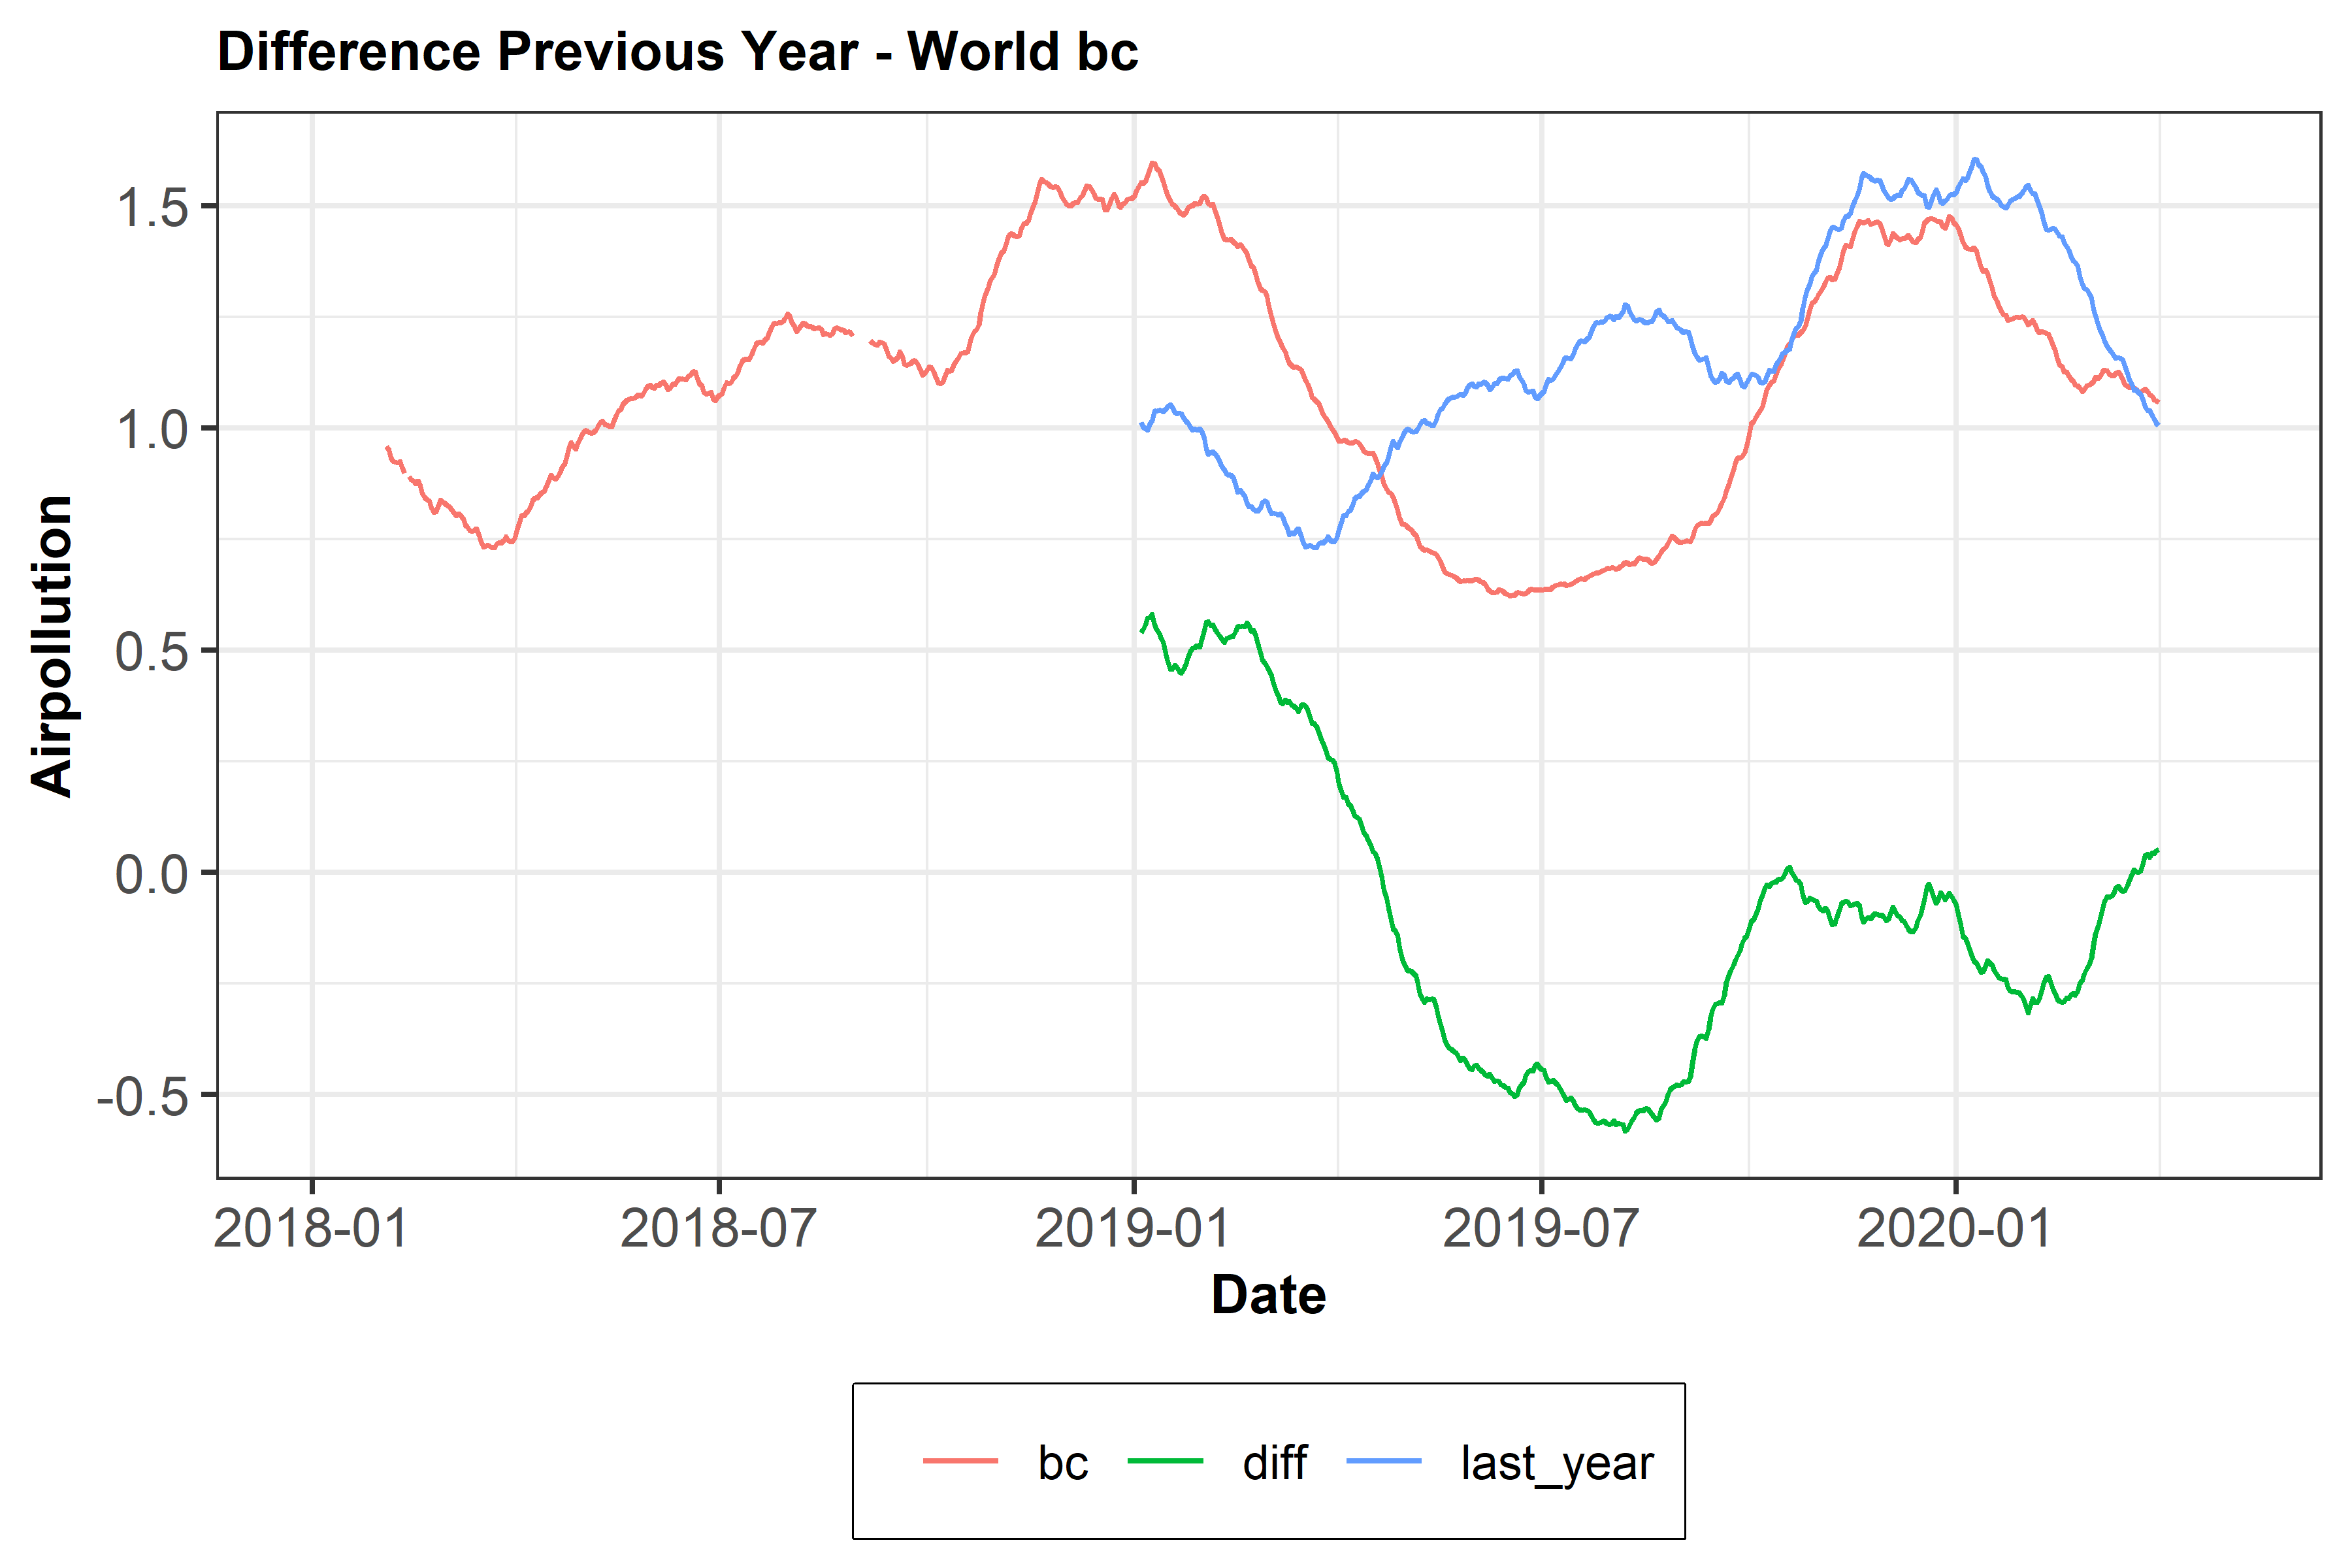 Difference Previous Year - World bc
Airpollution
1.5
1.0
0.5
0.0
-0.5
2018-01 2018-07 2019-01 2019-07 2020-01
Date
bc diff last_year